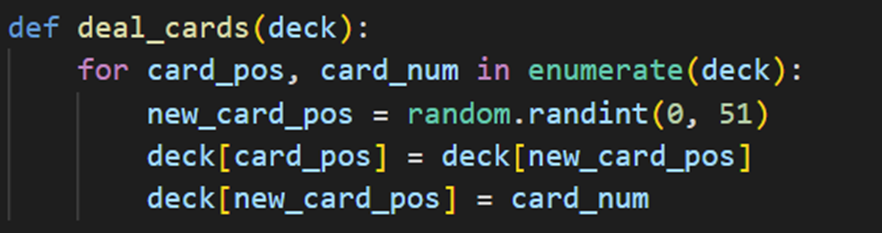 def deal_cards(deck):
    for card_pos, card_num in enumerate(deck):
        new_card_pos = random.randint(0, 51)
        deck[card_pos] = deck[new_card_pos]
        deck[new_card_pos] = card_num